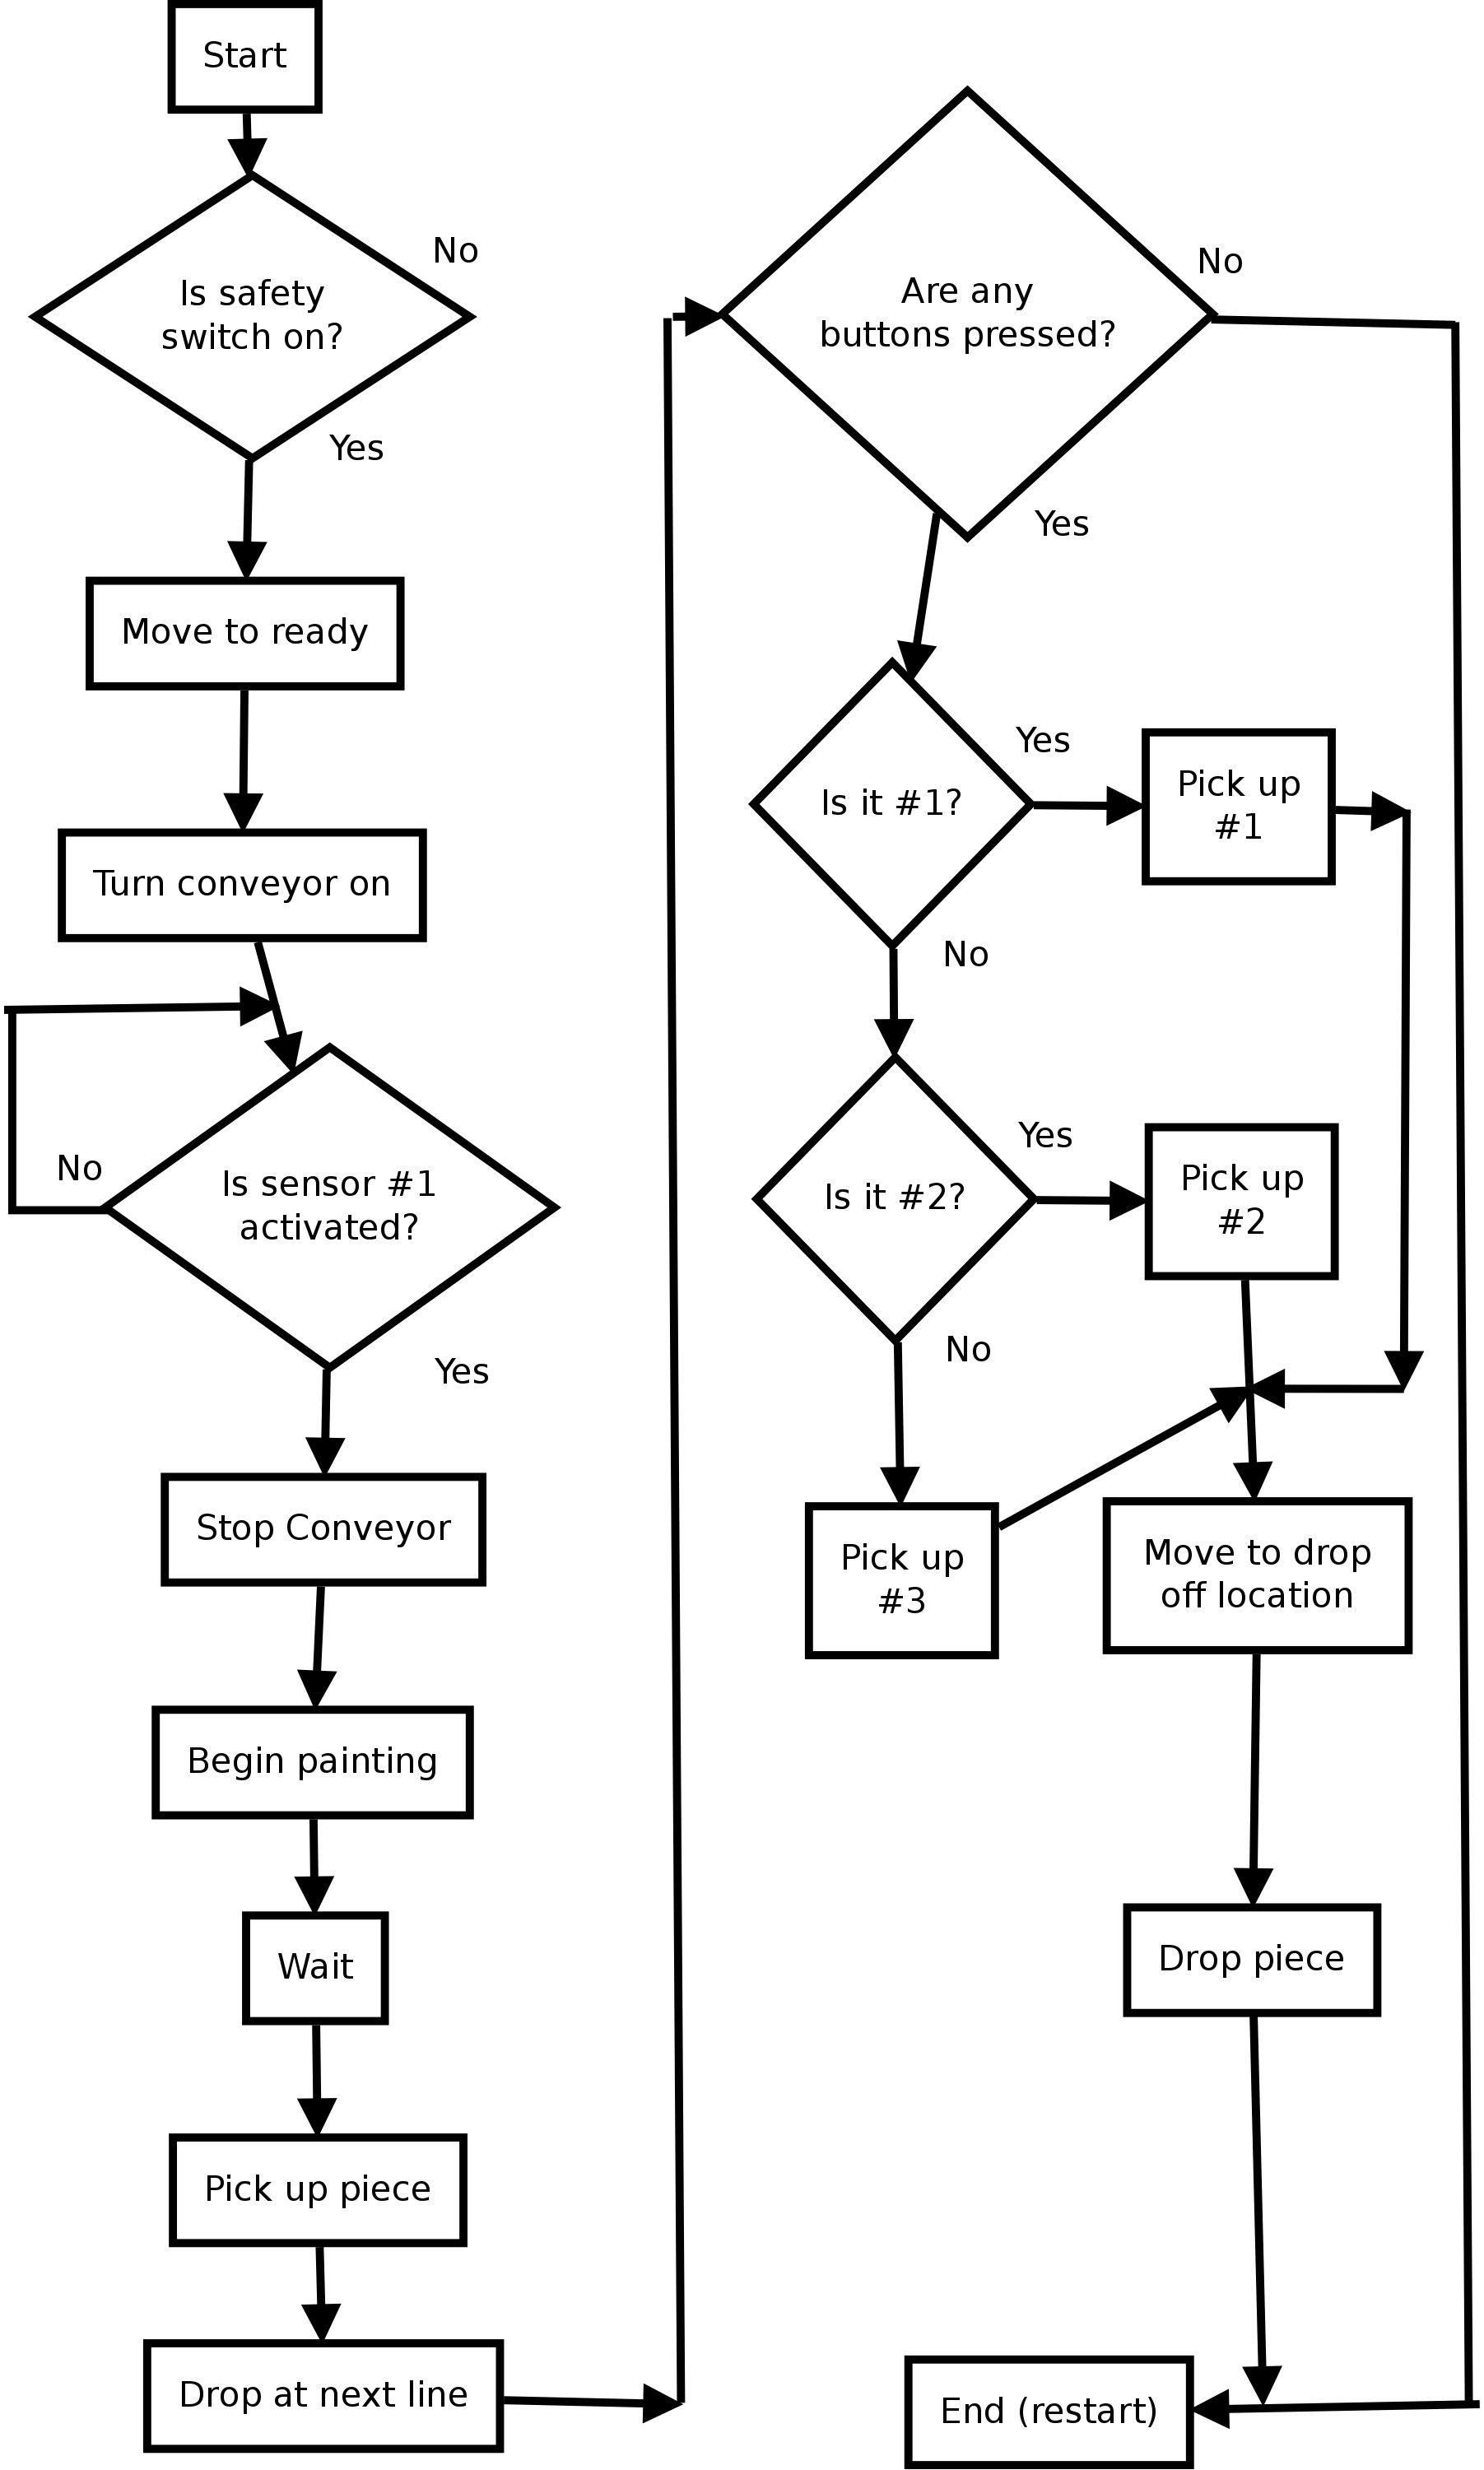 Start
Is safety
switch on?
No
Yes
Move to ready
Turn conveyor on
No
Is sensor #1
activated?
Yes
Stop Conveyor
Begin painting
Wait
Pick up piece
Drop at next line
Are any
buttons pressed?
No
Yes
Is it #1?
Yes
Pick up
#1
No
Is it #2?
Yes
Pick up
#2
No
Pick up
#3
Move to drop
off location
Drop piece
End (restart)